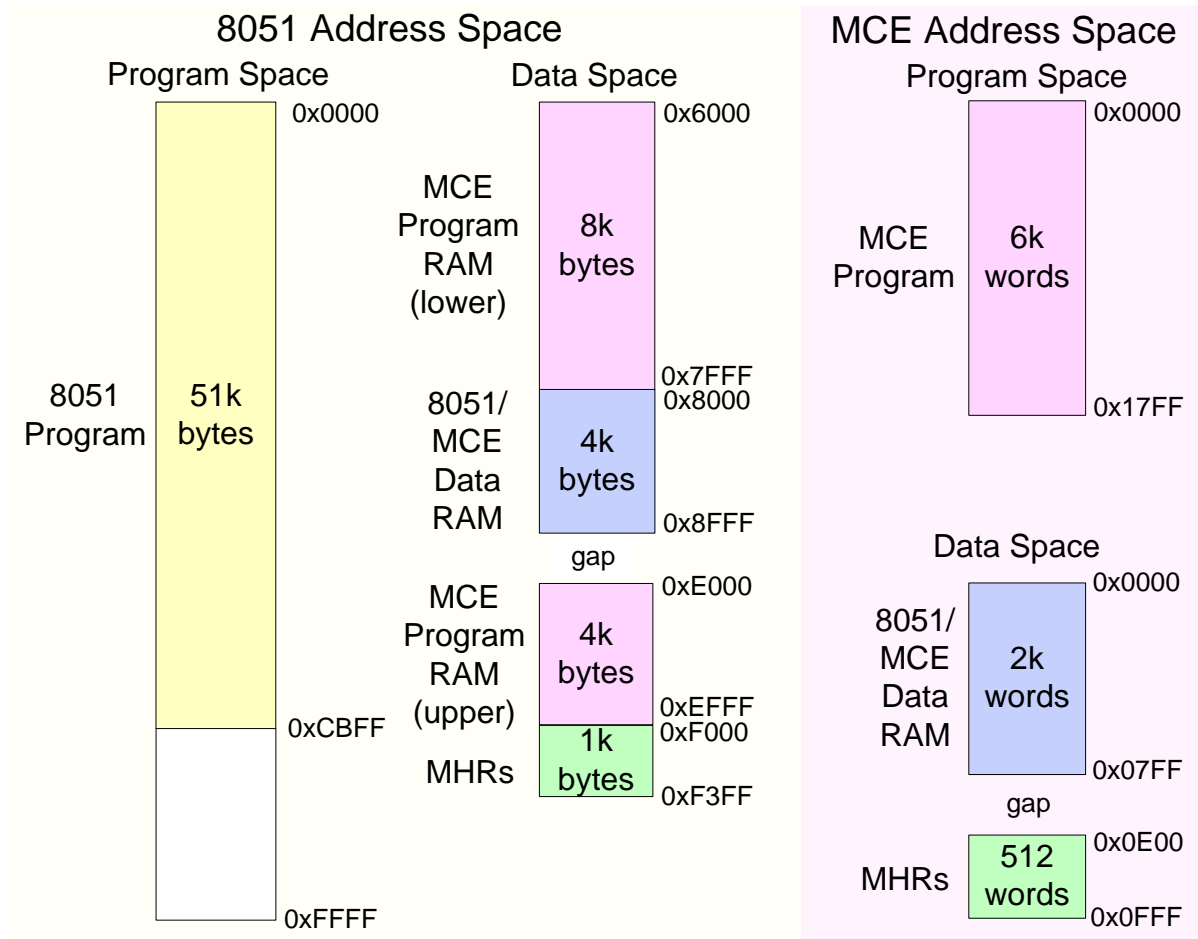 8051 Address Space
Program Space
0x0000
8051
Program
51k
bytes
0xCBFF
0xFFFF
Data Space
0x6000
MCE
Program
RAM
(lower)
8k
bytes
0x7FFF
0x8000
8051/
MCE
Data
RAM
4k
bytes
0x8FFF
gap
0xE000
MCE
Program
RAM
(upper)
4k
bytes
0xEFFF
0xF000
MHRs
1k
bytes
0xF3FF
MCE Address Space
Program Space
0x0000
MCE
Program
6k
words
0x17FF
Data Space
0x0000
8051/
MCE
Data
RAM
2k
words
0x07FF
gap
0x0E00
MHRs
512
words
0x0FFF